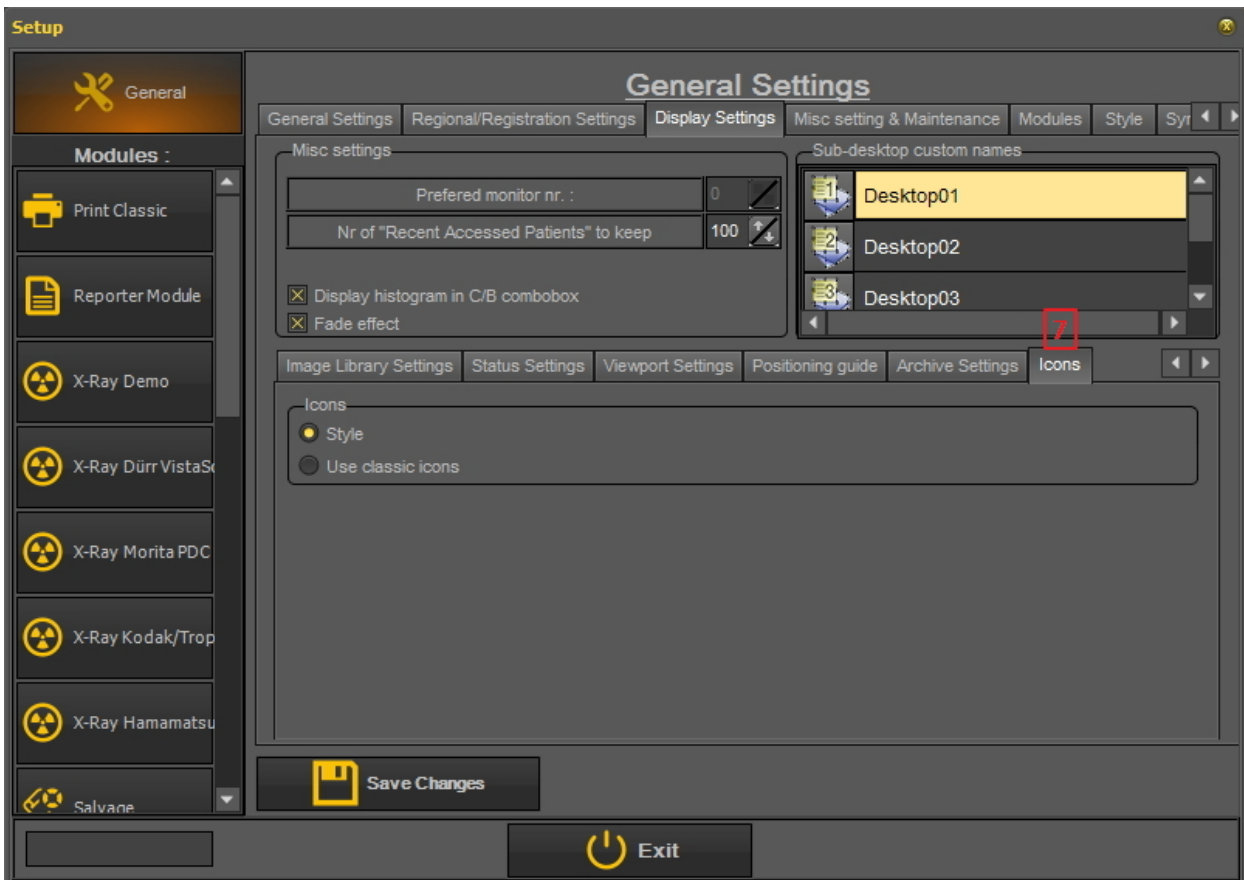 Setup
General
Modules :
Print Classic
Reporter Module
X-Ray Demo
X-Ray Dürr VistaSc
X-Ray Morita PDC
X-Ray Kodak/Trop
X-Ray Hamamatsu
Salvage
General Settings
General Settings Regional/Registration Settings Display Settings Misc setting & Maintenance Modules Style Syr
Misc settings
Prefered monitor nr. : 0
Nr of "Recent Accessed Patients" to keep 100
Display histogram in C/B combobox
Fade effect
Sub-desktop custom names
1 Desktop01
2 Desktop02
3 Desktop03
7
Image Library Settings Status Settings Viewport Settings Positioning guide Archive Settings Icons
Icons
Style
Use classic icons
Save Changes
Exit